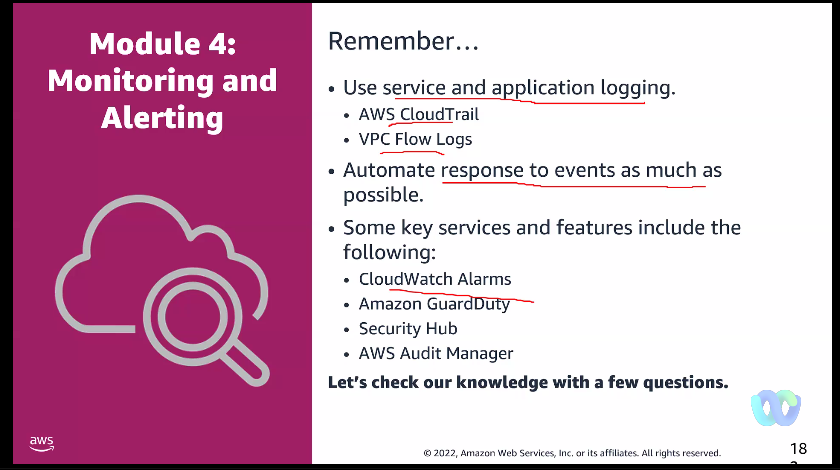 Module 4:
Monitoring and
Alerting
Remember…
• Use service and application logging.
• AWS CloudTrail
• VPC Flow Logs
• Automate response to events as much as
possible.
• Some key services and features include the
following:
• CloudWatch Alarms
• Amazon GuardDuty
• Security Hub
• AWS Audit Manager
Let's check our knowledge with a few questions.
aws
© 2022, Amazon Web Services, Inc. or its affiliates. All rights reserved.
18